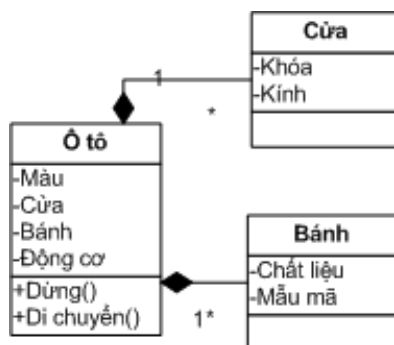 Cửa
-Khóa
-Kính
1
*
Ô tô
-Màu
-Cửa
-Bánh
-Động cơ
+Dừng()
+Di chuyển()
Bánh
-Chất liệu
-Mẫu mã
1*